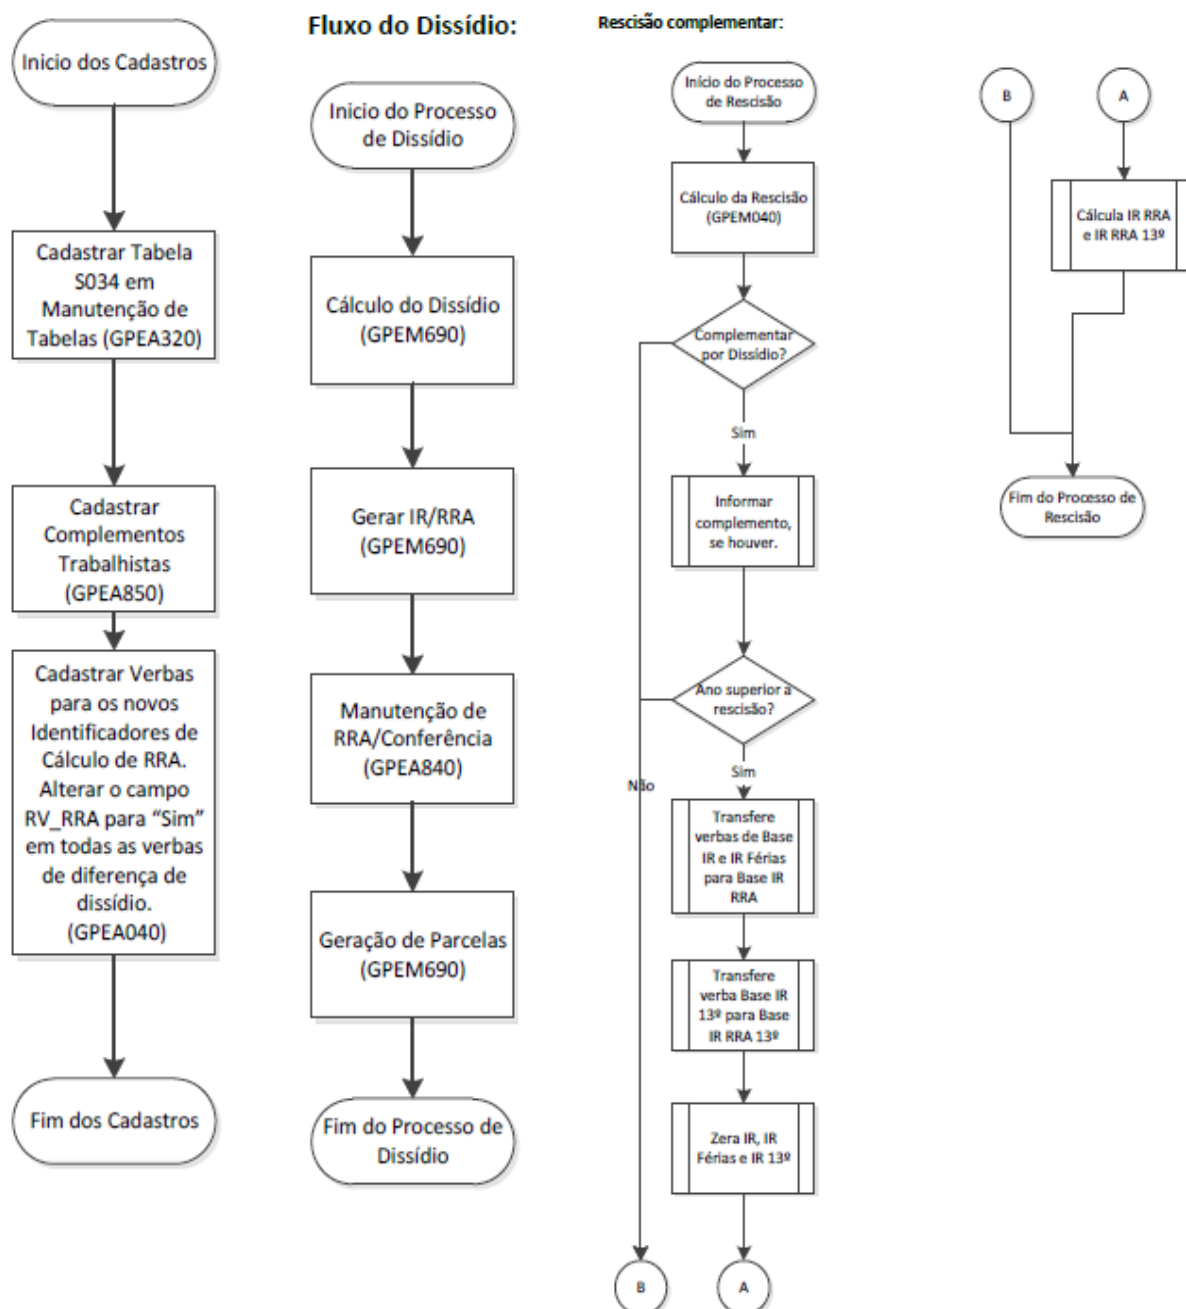 Inicio dos Cadastros
Cadastrar Tabela
S034 em
Manutenção de
Tabelas (GPEA320)
Cadastrar
Complementos
Trabalhistas
(GPEA850)
Cadastrar Verbas
para os novos
Identificadores de
Cálculo de RRA.
Alterar o campo
RV_RRA para “Sim”
em todas as verbas
de diferença de
dissídio.
(GPEA040)
Fim dos Cadastros
Fluxo do Dissídio:
Inicio do Processo
de Dissídio
Cálculo do Dissídio
(GPEM690)
Gerar IR/RRA
(GPEM690)
Manutenção de
RRA/Conferência
(GPEA840)
Geração de Parcelas
(GPEM690)
Fim do Processo de
Dissídio
Rescisão complementar:
Início do Processo
de Rescisão
Cálculo da Rescisão
(GPEM040)
Complementar
por Dissídio?
Sim
Informar
complemento,
se houver.
Ano superior a
rescisão?
Não
Sim
Transfere
verbas de Base
IR e IR Férias
para Base IR
RRA
Transfere
verba Base IR
13º para Base
IR RRA 13º
Zera IR, IR
Férias e IR 13º
B
A
B
A
Cálcula IR RRA
e IR RRA 13º
Fim do Processo de
Rescisão